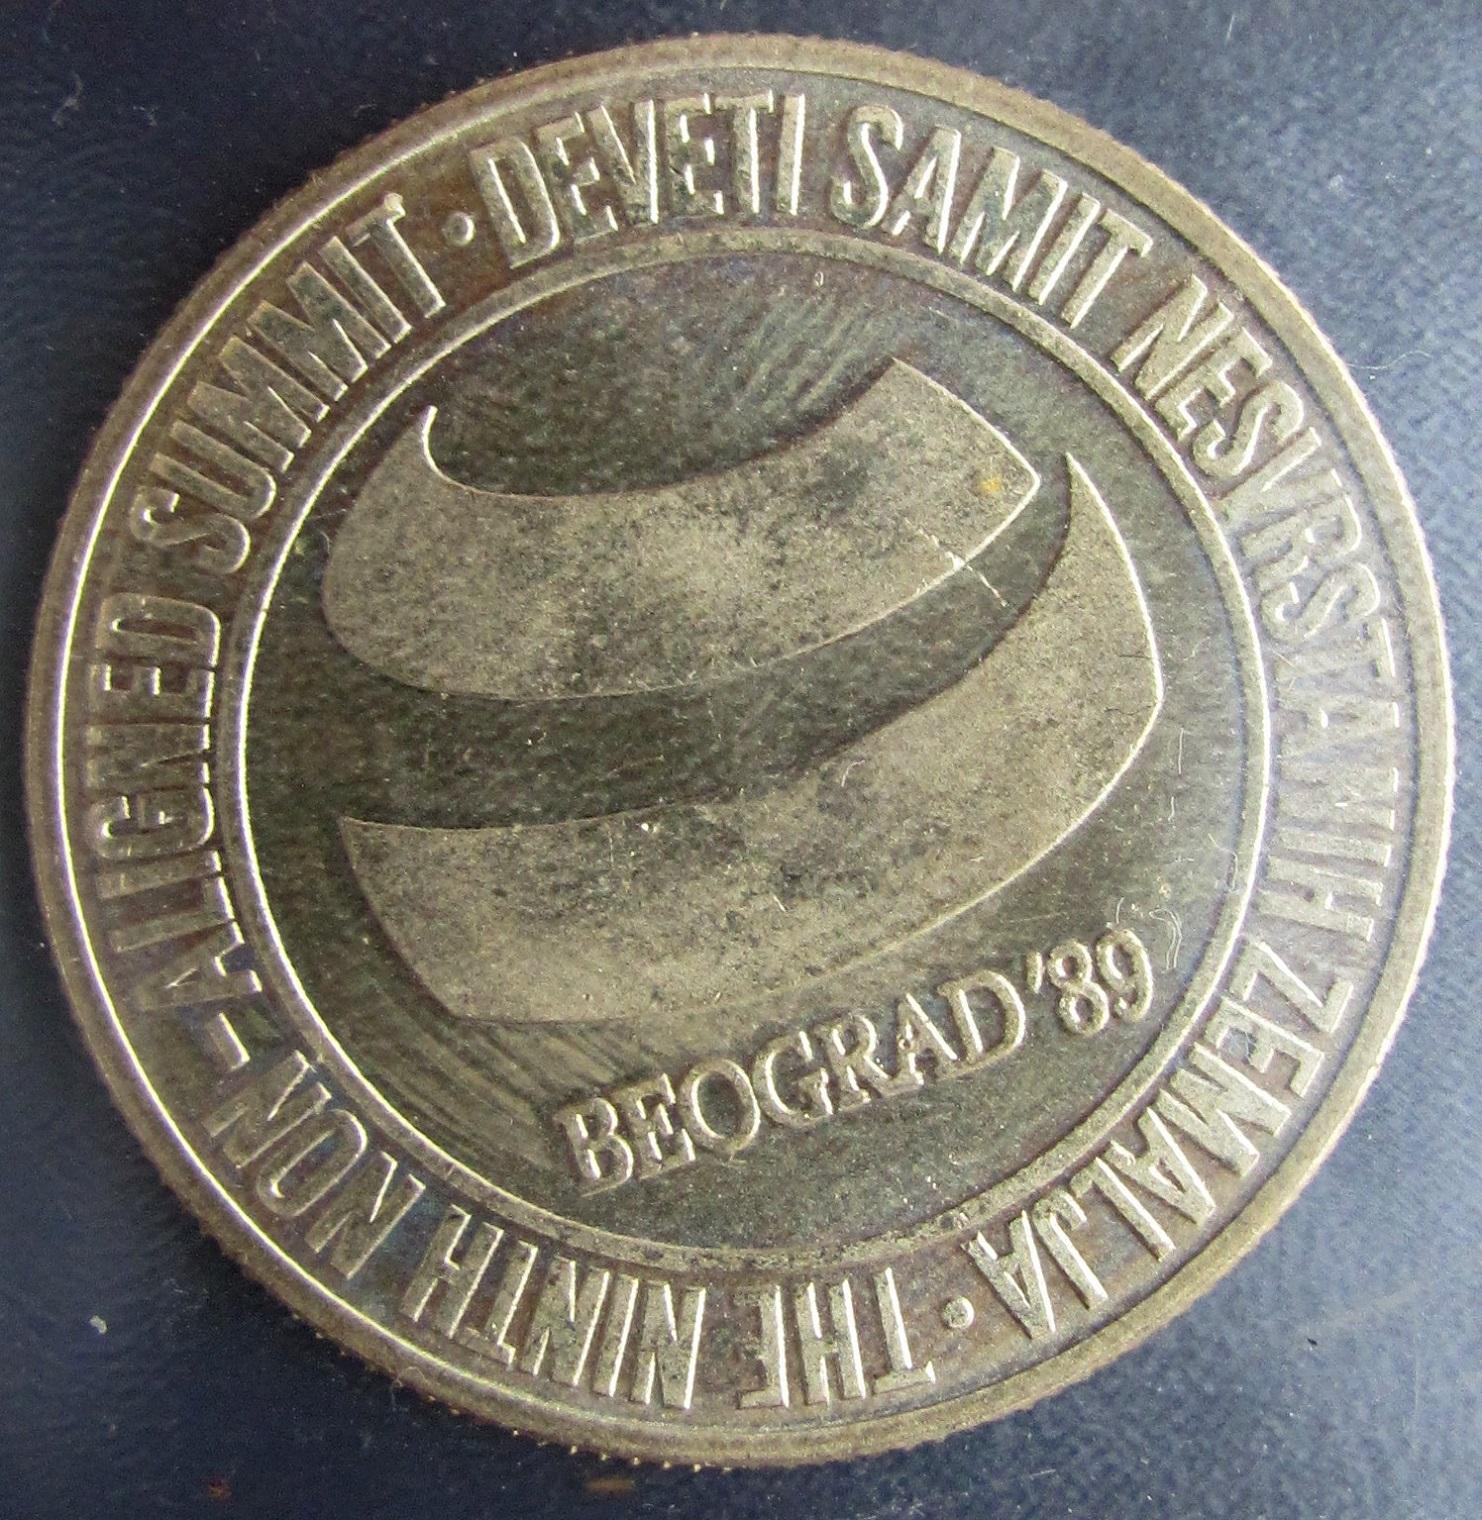 DEVETI SAMIT NESVRSTANIH ZEMALJA ·
THE NINTH NON-ALIGNED SUMMIT ·
BEOGRAD '89